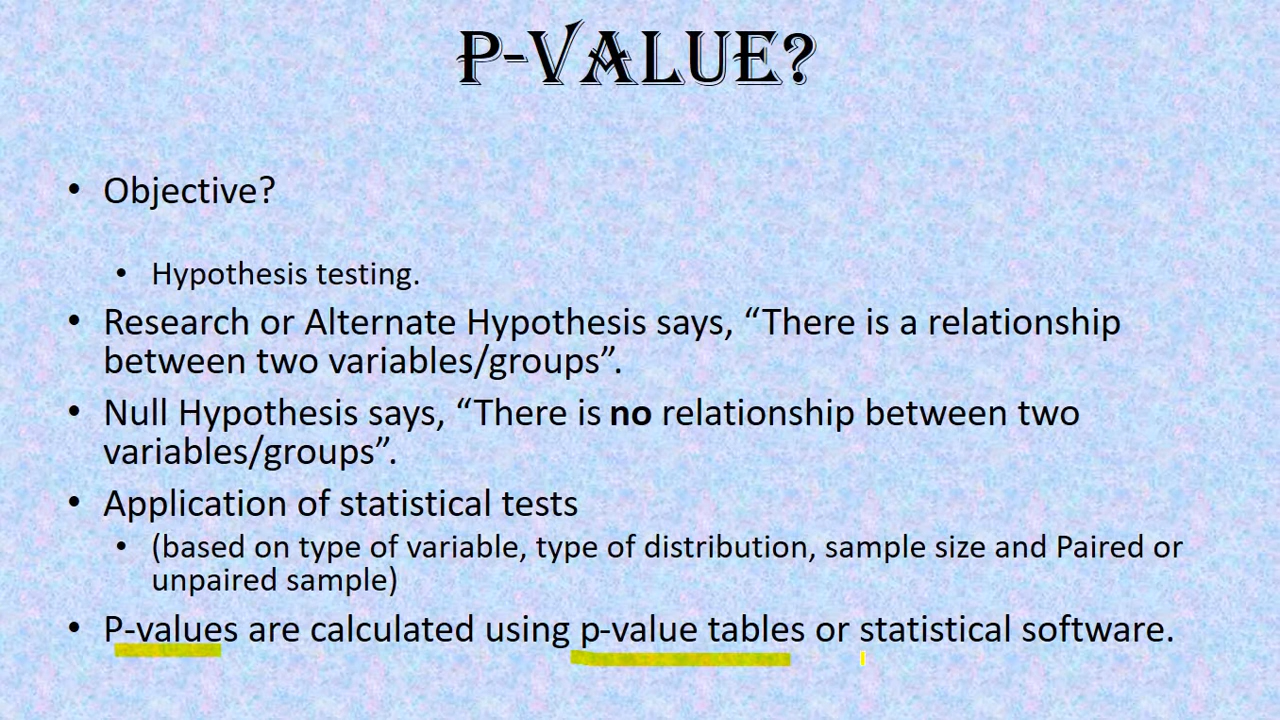 P-VALUE?
• Objective?
• Hypothesis testing.
• Research or Alternate Hypothesis says, “There is a relationship
between two variables/groups”.
• Null Hypothesis says, “There is no relationship between two
variables/groups”.
• Application of statistical tests
• (based on type of variable, type of distribution, sample size and Paired or
unpaired sample)
• P-values are calculated using p-value tables or statistical software.